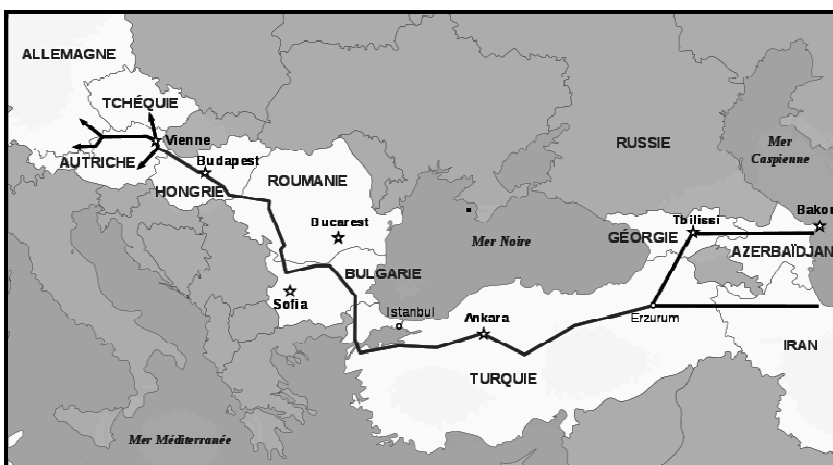 ALLEMAGNE
TCHÉQUIE
Vienne
AUTRICHE
Budapest
HONGRIE
ROUMANIE
Bucarest
BULGARIE
Sofia
Istanbul
Ankara
TURQUIE
Mer Noire
RUSSIE
Mer
Caspienne
Tbilissi
GÉORGIE
Bakou
AZERBAÏDJAN
Erzurum
IRAN
Mer Méditerranée